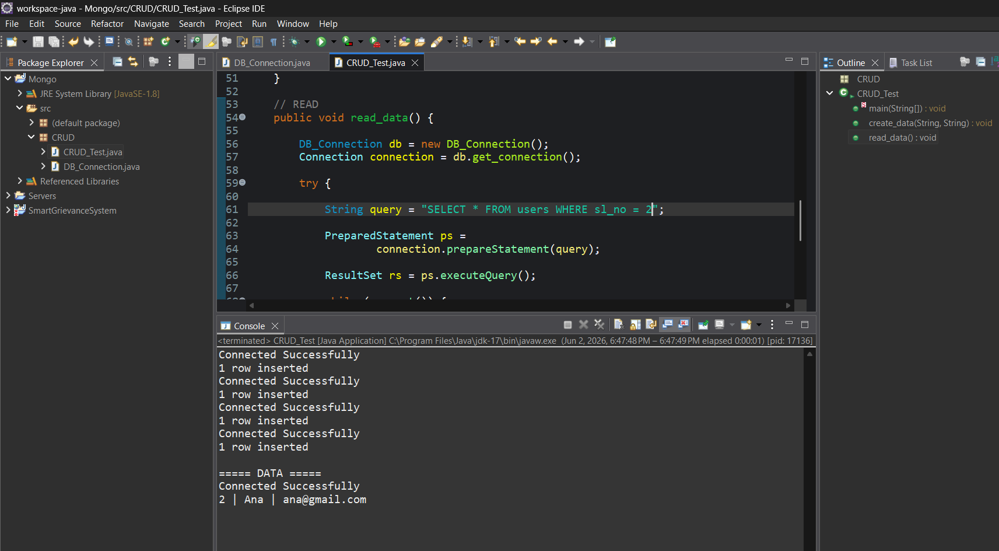 workspace-java - Mongo/src/CRUD/CRUD_Test.java - Eclipse IDE
File Edit Source Refactor Navigate Search Project Run Window Help
Package Explorer
Mongo
JRE System Library [JavaSE-1.8]
src
(default package)
CRUD
CRUD_Test.java
DB_Connection.java
Referenced Libraries
Servers
SmartGrievanceSystem
DB_Connection.java CRUD_Test.java
51 }
52
53 // READ
54 public void read_data() {
55
56 DB_Connection db = new DB_Connection();
57 Connection connection = db.get_connection();
58
59 try {
60
61 String query = "SELECT * FROM users WHERE sl_no = 2";
62
63 PreparedStatement ps =
64 connection.prepareStatement(query);
65
66 ResultSet rs = ps.executeQuery();
67
Console
<terminated> CRUD_Test [Java Application] C:\Program Files\Java\jdk-17\bin\javaw.exe (Jun 2, 2026, 6:47:48 PM – 6:47:49 PM elapsed 0:00:01) [pid: 17136]
Connected Successfully
1 row inserted
Connected Successfully
1 row inserted
Connected Successfully
1 row inserted
Connected Successfully
1 row inserted
===== DATA =====
Connected Successfully
2 | Ana | ana@gmail.com
Outline Task List
CRUD
CRUD_Test
main(String[]) : void
create_data(String, String) : void
read_data() : void